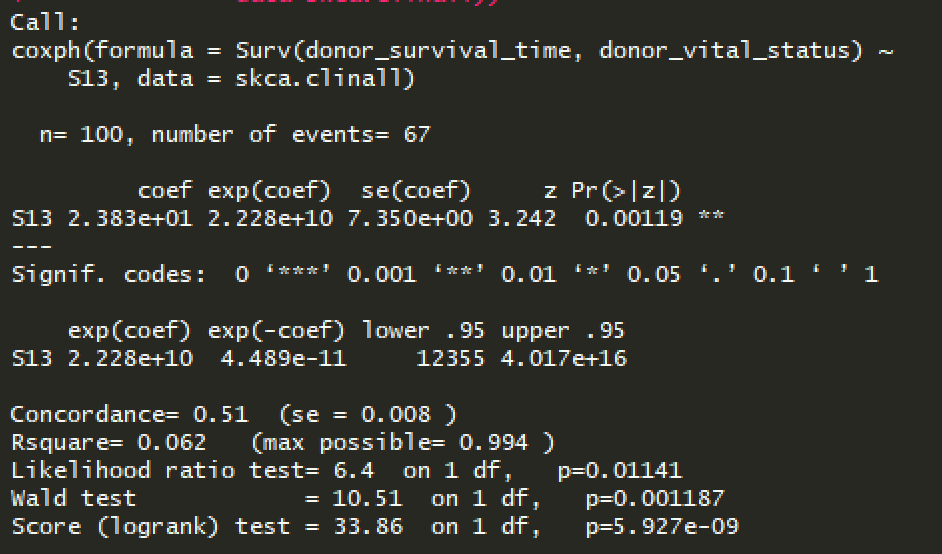 Call:
coxph(formula = Surv(donor_survival_time, donor_vital_status) ~
    S13, data = skca.clinall)

  n= 100, number of events= 67

         coef exp(coef)  se(coef)     z Pr(>|z|)
S13 2.383e+01 2.228e+10 7.350e+00 3.242  0.00119 **
---
Signif. codes:  0 ‘***’ 0.001 ‘**’ 0.01 ‘*’ 0.05 ‘.’ 0.1 ‘ ’ 1

    exp(coef) exp(-coef) lower .95 upper .95
S13 2.228e+10  4.489e-11     12355 4.017e+16

Concordance= 0.51  (se = 0.008 )
Rsquare= 0.062   (max possible= 0.994 )
Likelihood ratio test= 6.4  on 1 df,   p=0.01141
Wald test            = 10.51  on 1 df,   p=0.001187
Score (logrank) test = 33.86  on 1 df,   p=5.927e-09